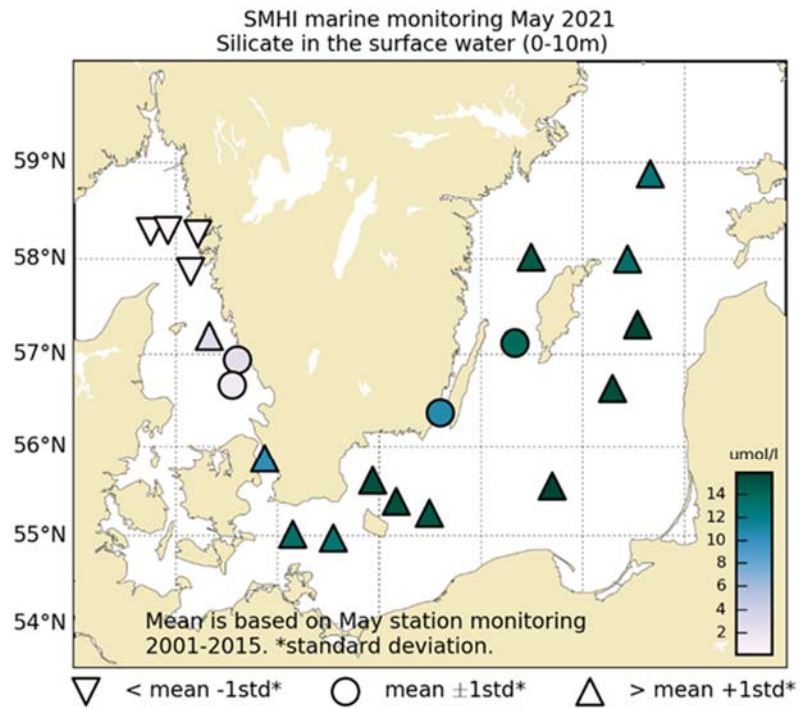 SMHI marine monitoring May 2021
Silicate in the surface water (0-10m)
59°N
58°N
57°N
56°N
55°N
54°N
umol/l
14
12
10
8
6
4
2
Mean is based on May station monitoring
2001-2015. *standard deviation.
< mean -1std* mean ±1std* > mean +1std*